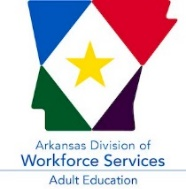 Arkansas Division of
Workforce Services
Adult Education